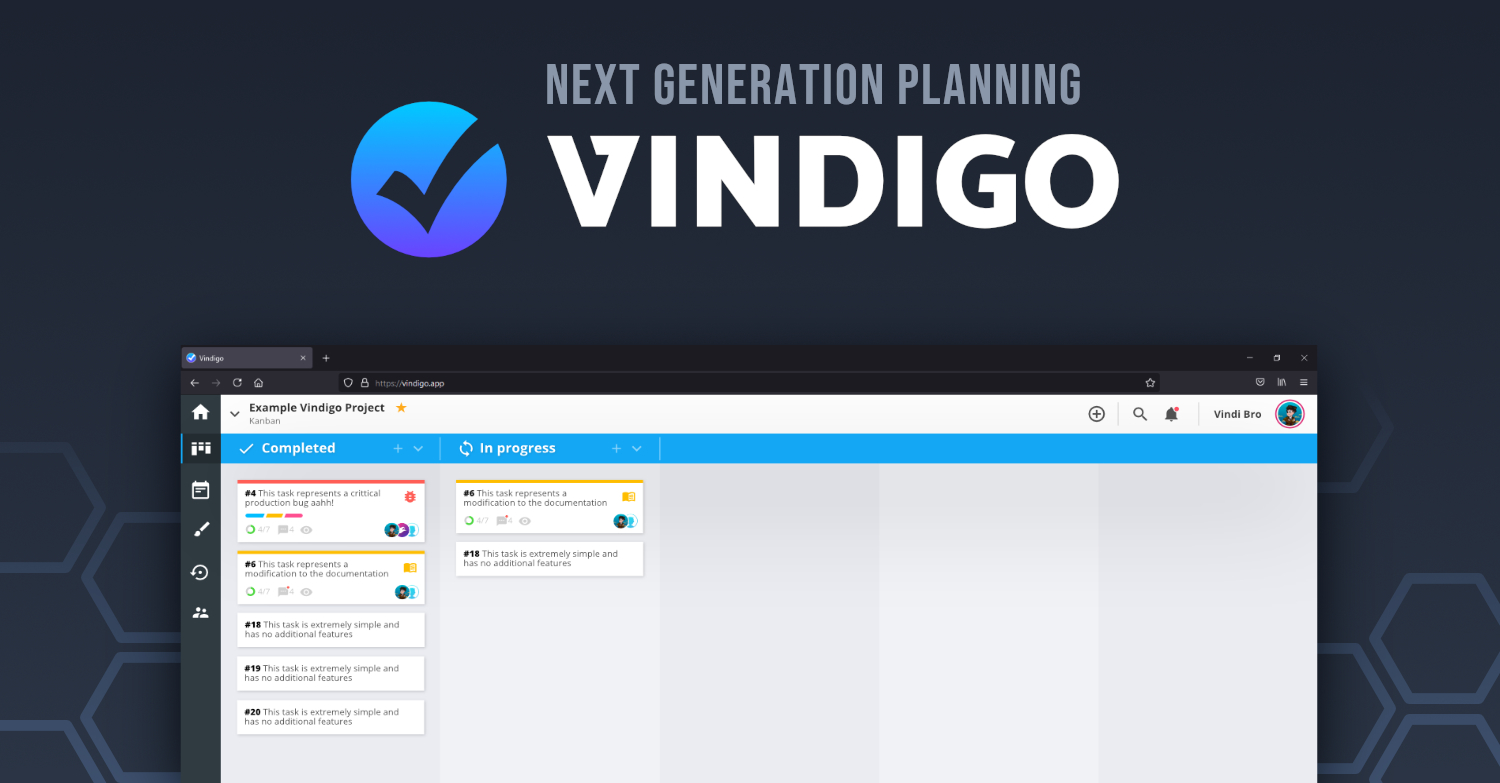 NEXT GENERATION PLANNING
VINDIGO
Vindigo
https://vindigo.app
Example Vindigo Project
Kanban
Vindi Bro
Completed
In progress
#4 This task represents a crittical
production bug aahh!
4/7
4
#6 This task represents a
modification to the documentation
4/7
4
#18 This task is extremely simple and
has no additional features
#19 This task is extremely simple and
has no additional features
#20 This task is extremely simple and
has no additional features
#6 This task represents a
modification to the documentation
4/7
4
#18 This task is extremely simple and
has no additional features